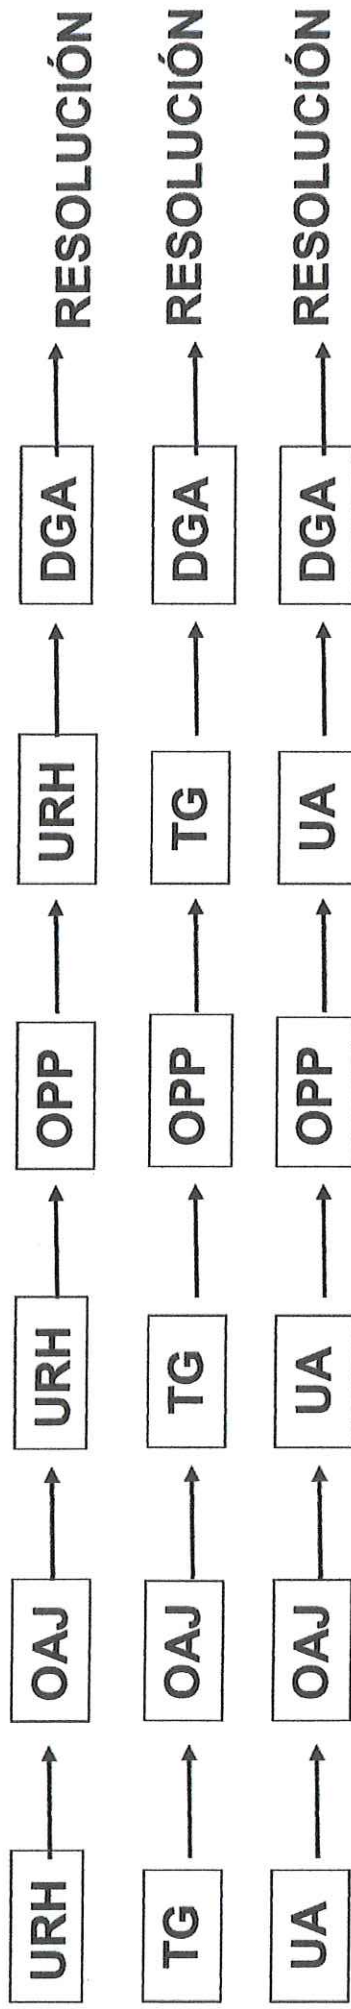 URH OAJ URH OPP URH DGA RESOLUCIÓN
TG OAJ TG OPP TG DGA RESOLUCIÓN
UA OAJ UA OPP UA DGA RESOLUCIÓN